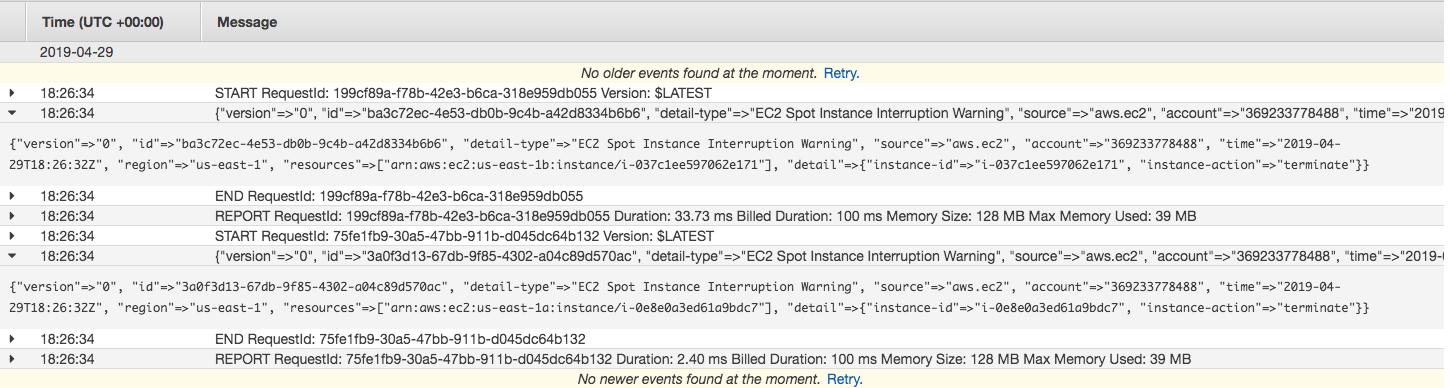 Time (UTC +00:00) Message
2019-04-29
No older events found at the moment. Retry.
18:26:34 START RequestId: 199cf89a-f78b-42e3-b6ca-318e959db055 Version: $LATEST
18:26:34 {"version"=>"0", "id"=>"ba3c72ec-4e53-db0b-9c4b-a42d8334b6b6", "detail-type"=>"EC2 Spot Instance Interruption Warning", "source"=>"aws.ec2", "account"=>"369233778488", "time"=>"2019
{"version"=>"0", "id"=>"ba3c72ec-4e53-db0b-9c4b-a42d8334b6b6", "detail-type"=>"EC2 Spot Instance Interruption Warning", "source"=>"aws.ec2", "account"=>"369233778488", "time"=>"2019-04-
29T18:26:32Z", "region"=>"us-east-1", "resources"=>["arn:aws:ec2:us-east-1b:instance/i-037c1ee597062e171"], "detail"=>{"instance-id"=>"i-037c1ee597062e171", "instance-action"=>"terminate"}}
18:26:34 END RequestId: 199cf89a-f78b-42e3-b6ca-318e959db055
18:26:34 REPORT RequestId: 199cf89a-f78b-42e3-b6ca-318e959db055 Duration: 33.73 ms Billed Duration: 100 ms Memory Size: 128 MB Max Memory Used: 39 MB
18:26:34 START RequestId: 75fe1fb9-30a5-47bb-911b-d045dc64b132 Version: $LATEST
18:26:34 {"version"=>"0", "id"=>"3a0f3d13-67db-9f85-4302-a04c89d570ac", "detail-type"=>"EC2 Spot Instance Interruption Warning", "source"=>"aws.ec2", "account"=>"369233778488", "time"=>"2019-
{"version"=>"0", "id"=>"3a0f3d13-67db-9f85-4302-a04c89d570ac", "detail-type"=>"EC2 Spot Instance Interruption Warning", "source"=>"aws.ec2", "account"=>"369233778488", "time"=>"2019-04-
29T18:26:32Z", "region"=>"us-east-1", "resources"=>["arn:aws:ec2:us-east-1a:instance/i-0e8e0a3ed61a9bdc7"], "detail"=>{"instance-id"=>"i-0e8e0a3ed61a9bdc7", "instance-action"=>"terminate"}}
18:26:34 END RequestId: 75fe1fb9-30a5-47bb-911b-d045dc64b132
18:26:34 REPORT RequestId: 75fe1fb9-30a5-47bb-911b-d045dc64b132 Duration: 2.40 ms Billed Duration: 100 ms Memory Size: 128 MB Max Memory Used: 39 MB
No newer events found at the moment. Retry.